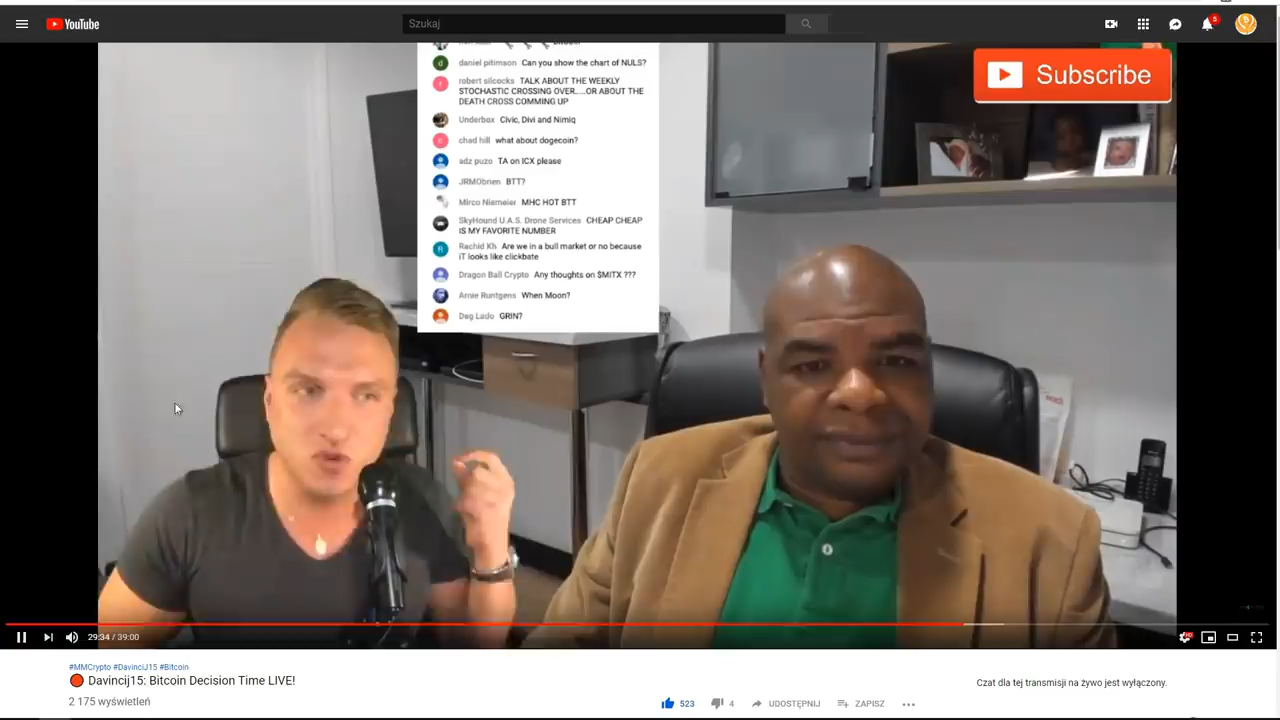 YouTube
Szukaj
5
Subscribe
daniel pitimson Can you show the chart of NULS?
robert silcocks TALK ABOUT THE WEEKLY
STOCHASTIC CROSSING OVER.....OR ABOUT THE
DEATH CROSS COMMING UP
Underbox Civic, Divi and Nimiq
chad hill what about dogecoin?
adz puzo TA on ICX please
JRMObrien BTT?
Mirco Niemeier MHC HOT BTT
SkyHound U.A.S. Drone Services CHEAP CHEAP
IS MY FAVORITE NUMBER
Rachid Kh Are we in a bull market or no because
iT looks like clickbate
Dragon Ball Crypto Any thoughts on $MITX ???
Arnie Runtgens When Moon?
Deg Lado GRIN?
29:34 / 39:00
HD
#MMCrypto #DavinciJ15 #Bitcoin
Davincij15: Bitcoin Decision Time LIVE!
Czat dla tej transmisji na żywo jest wyłączony.
2 175 wyświetleń
523
4
UDOSTĘPNIJ
ZAPISZ